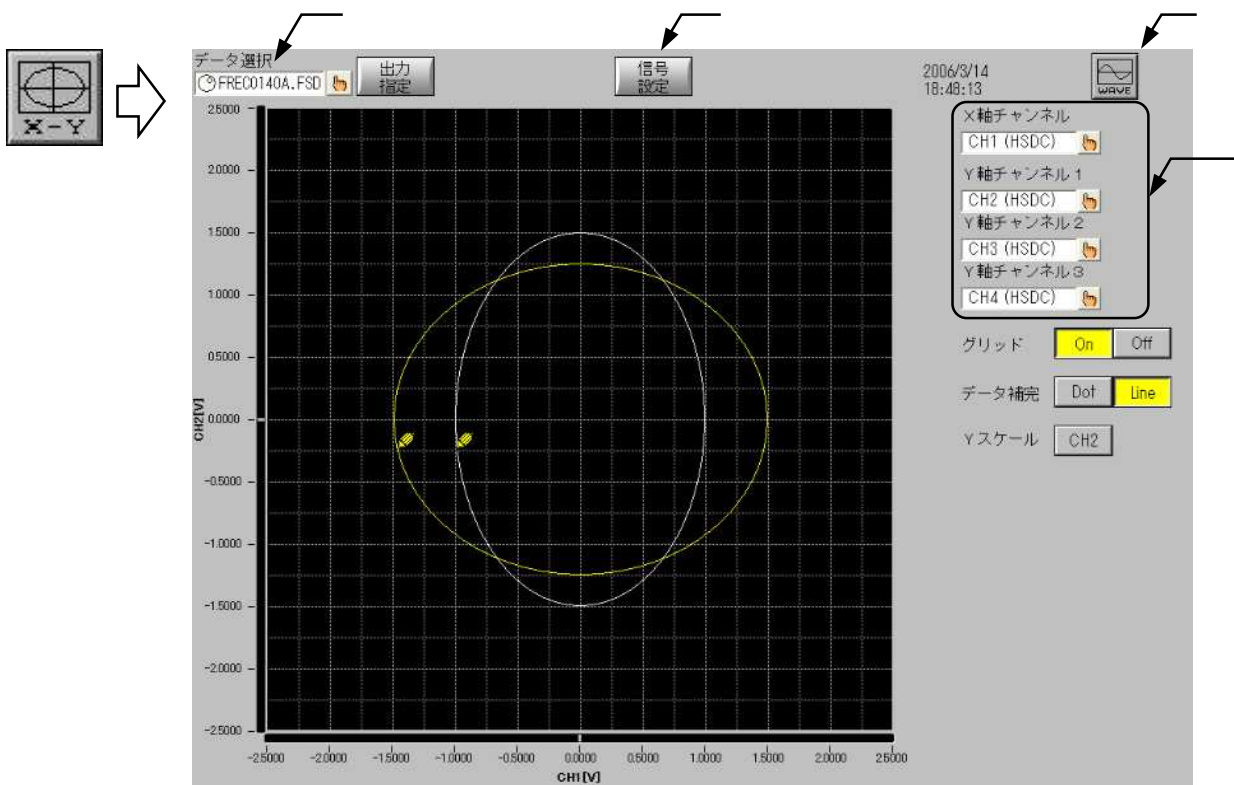 X-Y
データ選択
FREC0140A.FSD
出力
指定
信号
設定
2006/3/14
18:48:13
WAVE
X軸チャンネル
CH1 (HSDC)
Y軸チャンネル1
CH2 (HSDC)
Y軸チャンネル2
CH3 (HSDC)
Y軸チャンネル3
CH4 (HSDC)
グリッド On Off
データ補完 Dot Line
Yスケール CH2
CH2[V]
2.5000
2.0000
1.5000
1.0000
0.5000
0.0000
-0.5000
-1.0000
-1.5000
-2.0000
-2.5000
-2.5000 -2.0000 -1.5000 -1.0000 -0.5000 0.0000 0.5000 1.0000 1.5000 2.0000 2.5000
CH1[V]